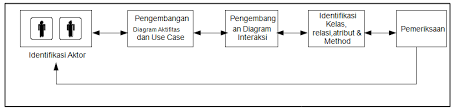 Identifikasi Aktor
Pengembangan
Diagram Aktifitas
dan Use Case
Pengembang
an Diagram
Interaksi
Identifikasi
Kelas,
relasi,atribut &
Method
Pemeriksaan